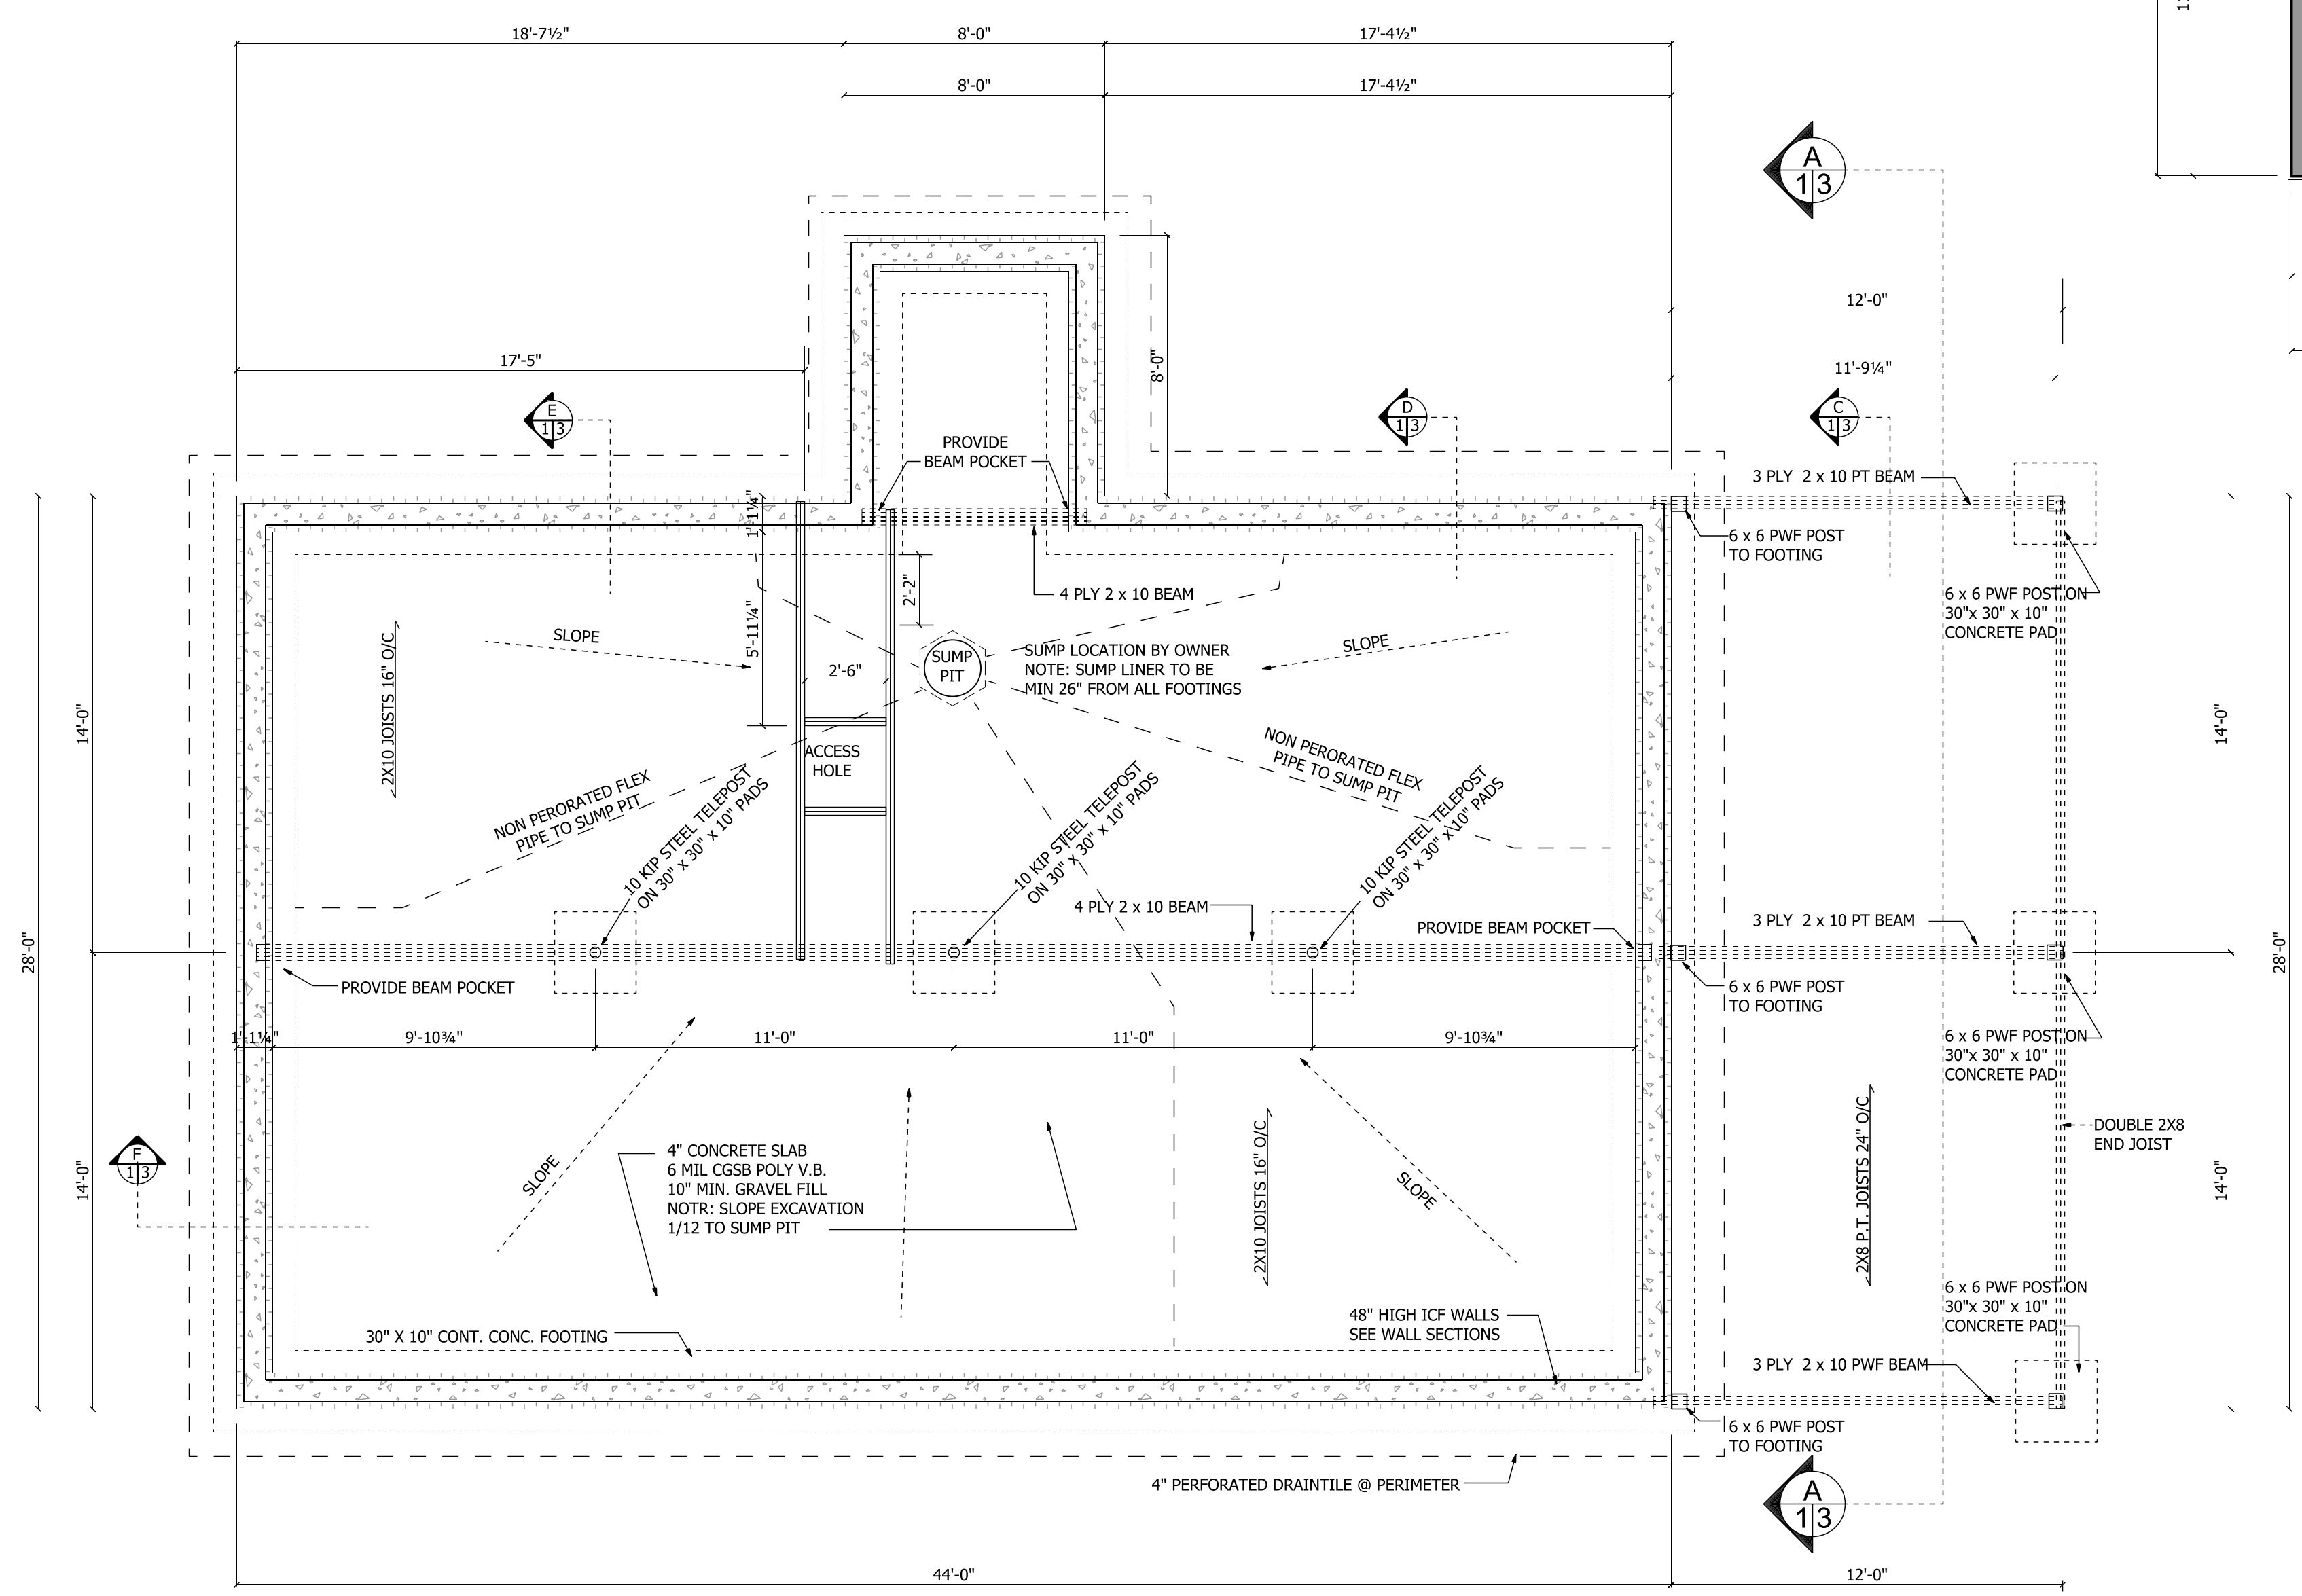 18'-7½"
8'-0"
17'-4½"
8'-0"
17'-4½"
A
1 3
12'-0"
17'-5"
8'-0"
11'-9¼"
E
1 3
D
1 3
C
1 3
PROVIDE
BEAM POCKET
3 PLY 2 x 10 PT BEAM
1'-1¼"
6 x 6 PWF POST
TO FOOTING
2'-2"
4 PLY 2 x 10 BEAM
6 x 6 PWF POST ON
30"x 30" x 10"
CONCRETE PAD
5'-11¼"
SLOPE
SUMP
PIT
SUMP LOCATION BY OWNER
NOTE: SUMP LINER TO BE
MIN 26" FROM ALL FOOTINGS
SLOPE
2X10 JOISTS 16" O/C
2'-6"
14'-0"
14'-0"
ACCESS
HOLE
NON PERORATED FLEX
PIPE TO SUMP PIT
NON PERORATED FLEX
PIPE TO SUMP PIT
10 KIP STEEL TELEPOST
ON 30" x 30" x 10" PADS
10 KIP STEEL TELEPOST
ON 30" x 30" x 10" PADS
10 KIP STEEL TELEPOST
ON 30" x 30" x 10" PADS
28'-0"
4 PLY 2 x 10 BEAM
PROVIDE BEAM POCKET
3 PLY 2 x 10 PT BEAM
28'-0"
PROVIDE BEAM POCKET
6 x 6 PWF POST
TO FOOTING
1'-1¼"
9'-10¾"
11'-0"
11'-0"
9'-10¾"
6 x 6 PWF POST ON
30"x 30" x 10"
CONCRETE PAD
F
1 3
14'-0"
SLOPE
4" CONCRETE SLAB
6 MIL CGSB POLY V.B.
10" MIN. GRAVEL FILL
NOTR: SLOPE EXCAVATION
1/12 TO SUMP PIT
2X10 JOISTS 16" O/C
SLOPE
2X8 P.T. JOISTS 24" O/C
DOUBLE 2X8
END JOIST
14'-0"
6 x 6 PWF POST ON
30"x 30" x 10"
CONCRETE PAD
30" X 10" CONT. CONC. FOOTING
48" HIGH ICF WALLS
SEE WALL SECTIONS
3 PLY 2 x 10 PWF BEAM
6 x 6 PWF POST
TO FOOTING
4" PERFORATED DRAINTILE @ PERIMETER
A
1 3
44'-0"
12'-0"